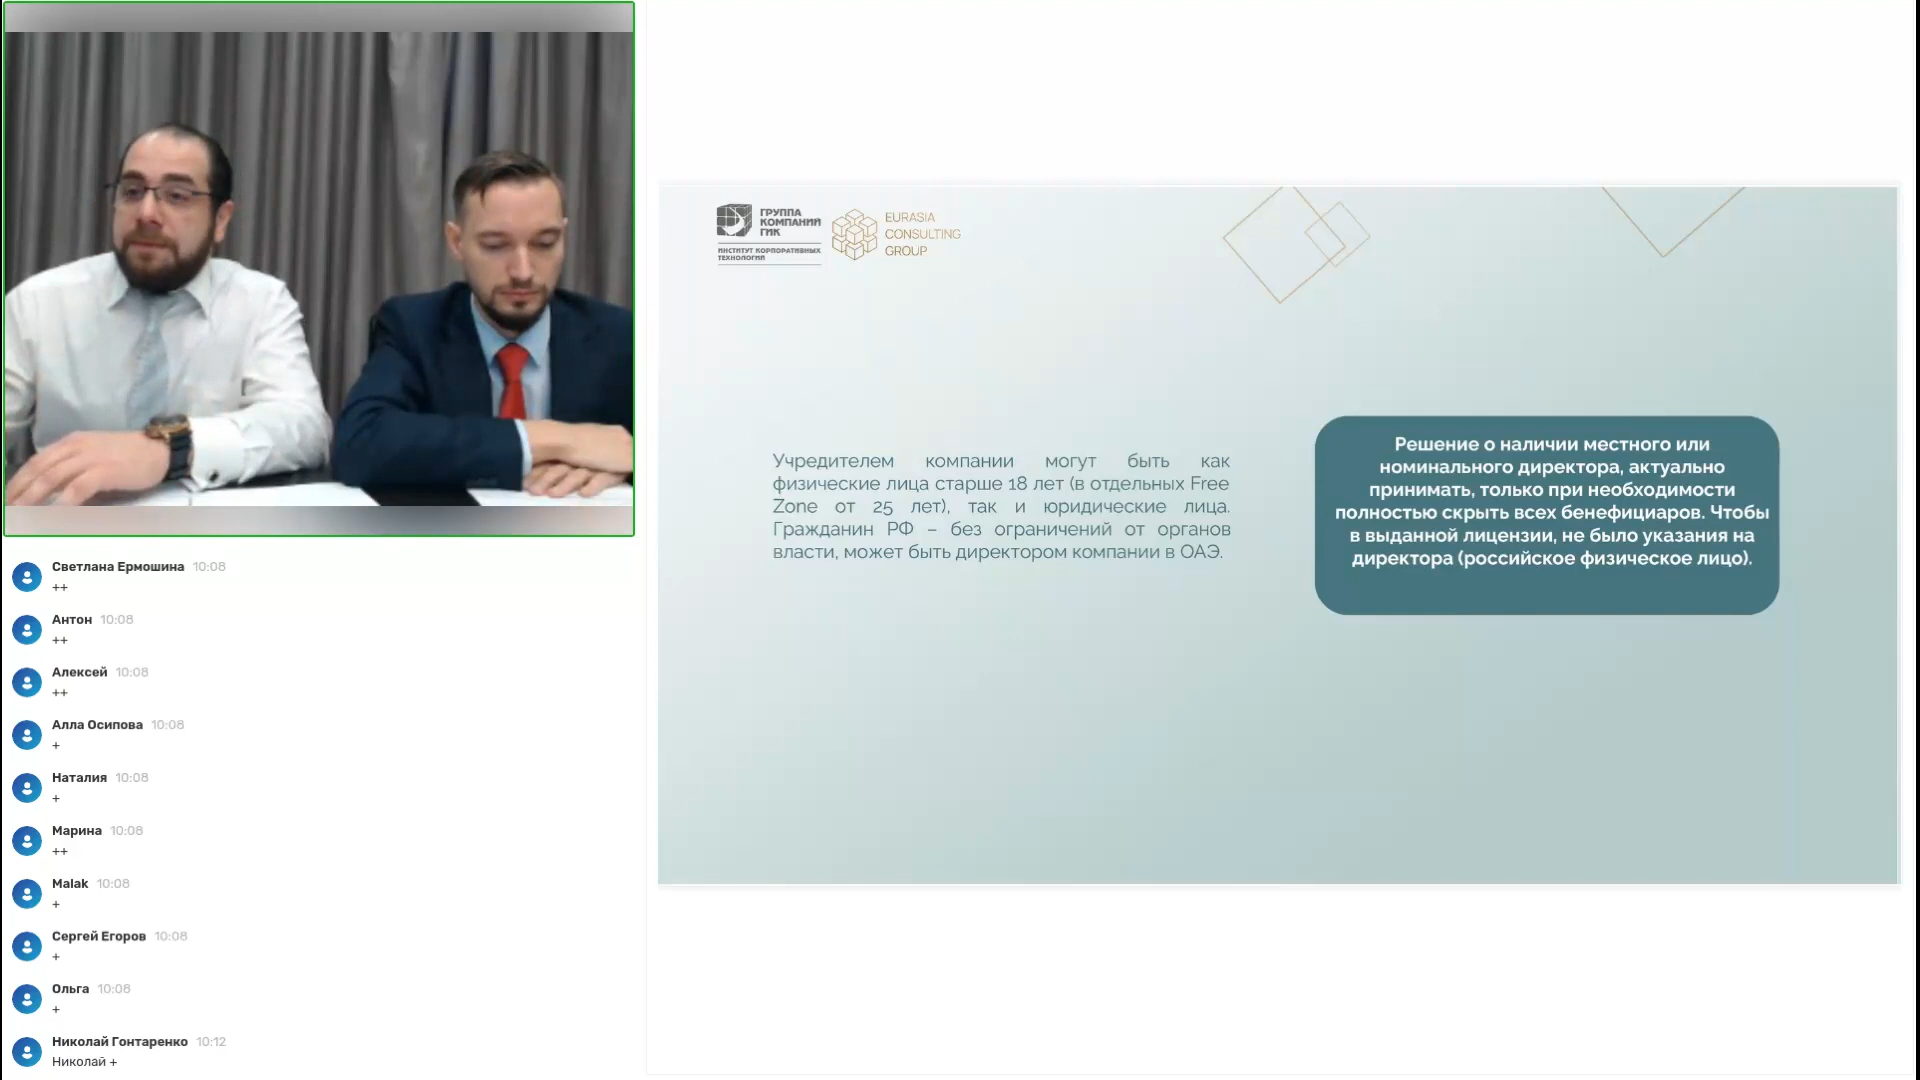 ГРУППА
КОМПАНИЙ
ГИК
ИНСТИТУТ КОРПОРАТИВНЫХ
ТЕХНОЛОГИЙ
EURASIA
CONSULTING
GROUP
Учредителем компании могут быть как
физические лица старше 18 лет (в отдельных Free
Zone от 25 лет), так и юридические лица.
Гражданин РФ – без ограничений от органов
власти, может быть директором компании в ОАЭ.
Решение о наличии местного или
номинального директора, актуально
принимать, только при необходимости
полностью скрыть всех бенефициаров. Чтобы
в выданной лицензии, не было указания на
директора (российское физическое лицо).
Светлана Ермошина 10:08
++
Антон 10:08
++
Алексей 10:08
++
Алла Осипова 10:08
+
Наталия 10:08
+
Марина 10:08
++
Malak 10:08
+
Сергей Егоров 10:08
+
Ольга 10:08
+
Николай Гонтаренко 10:12
Николай +